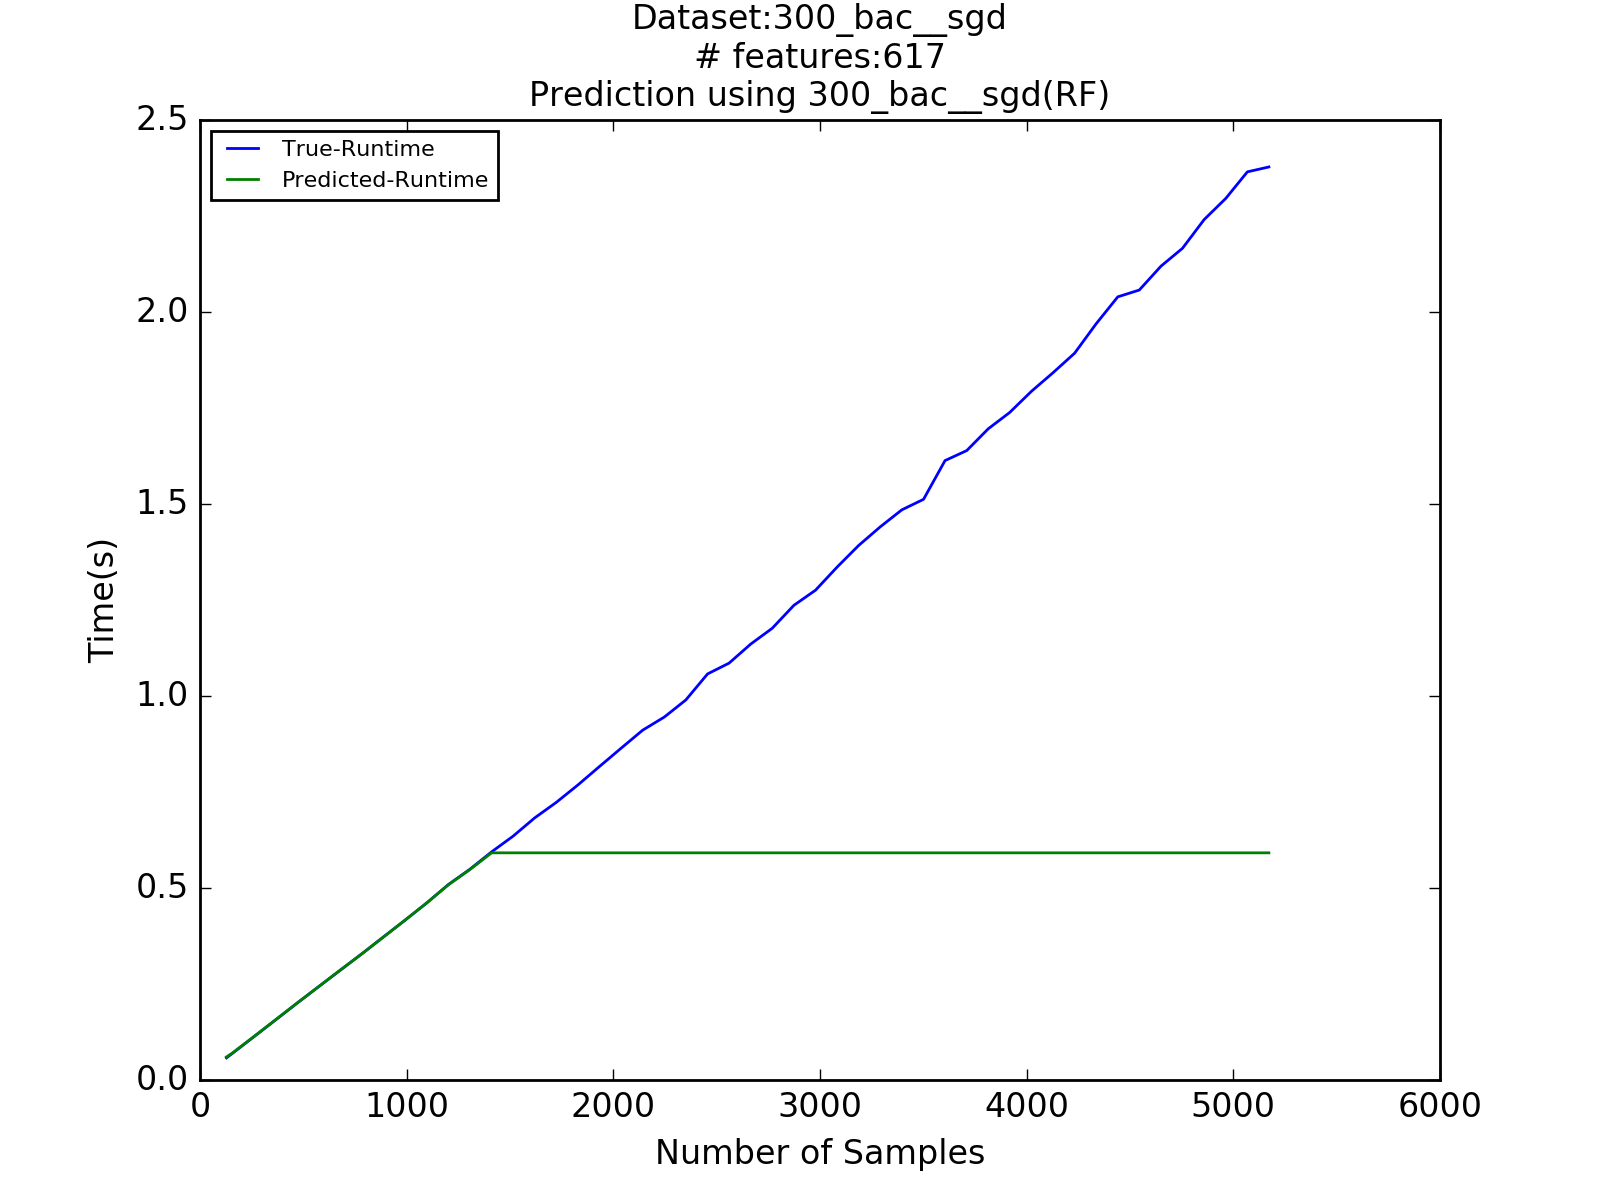 Dataset:300_bac__sgd
# features:617
Prediction using 300_bac__sgd(RF)
2.5
True-Runtime
Predicted-Runtime
2.0
1.5
1.0
0.5
0.0
Time(s)
0 1000 2000 3000 4000 5000 6000
Number of Samples